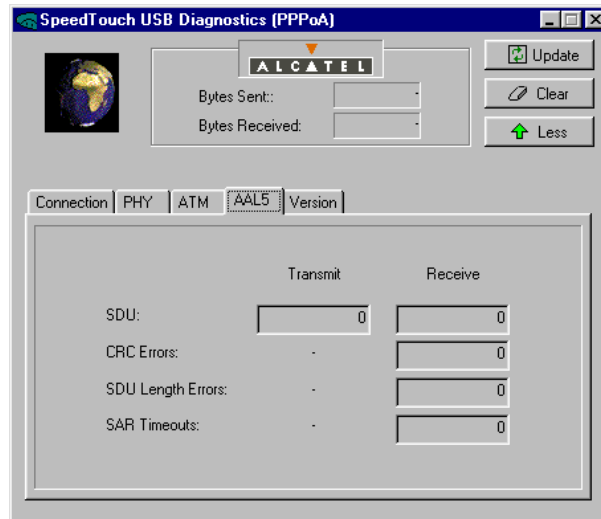 SpeedTouch USB Diagnostics (PPPoA)
ALCATEL
Update
Bytes Sent:: -
Clear
Bytes Received: -
Less
Connection PHY ATM AAL5 Version
Transmit Receive
SDU: 0 0
CRC Errors: - 0
SDU Length Errors: - 0
SAR Timeouts: - 0